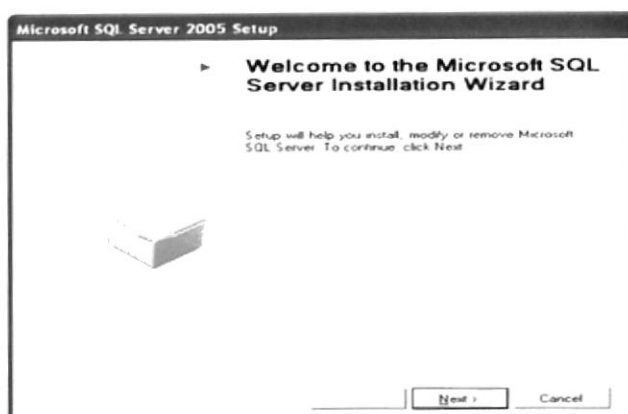 Microsoft SQL Server 2005 Setup
Welcome to the Microsoft SQL
Server Installation Wizard
Setup will help you install, modify or remove Microsoft
SQL Server. To continue, click Next
Next >
Cancel